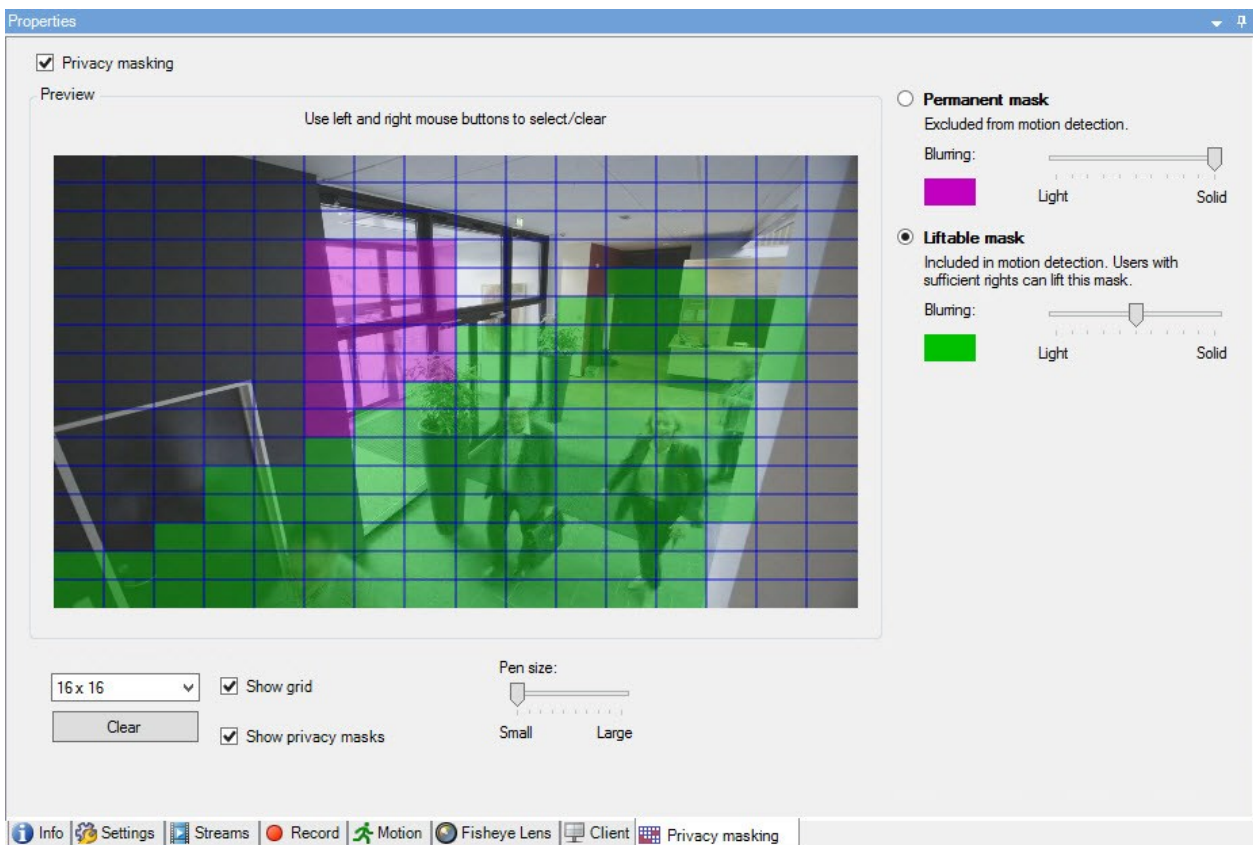 Properties
Privacy masking
Preview
Use left and right mouse buttons to select/clear
Permanent mask
Excluded from motion detection.
Blurring:
Light Solid
Liftable mask
Included in motion detection. Users with
sufficient rights can lift this mask.
Blurring:
Light Solid
16 x 16
Show grid
Pen size:
Clear
Show privacy masks
Small Large
Info Settings Streams Record Motion Fisheye Lens Client Privacy masking